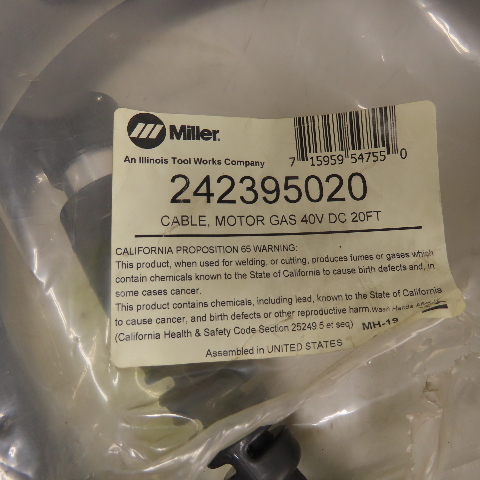 Miller®
An Illinois Tool Works Company
7 15959 54755 0
242395020
CABLE, MOTOR GAS 40V DC 20FT
CALIFORNIA PROPOSITION 65 WARNING:
This product, when used for welding, or cutting, produces fumes or gases which
contain chemicals known to the State of California to cause birth defects and, in
some cases cancer.
This product contains chemicals, including lead, known to the State of California
to cause cancer, and birth defects or other reproductive harm. Wash Hands After
(California Health & Safety Code Section 25249.5 et seq) MH-19
Assembled in UNITED STATES